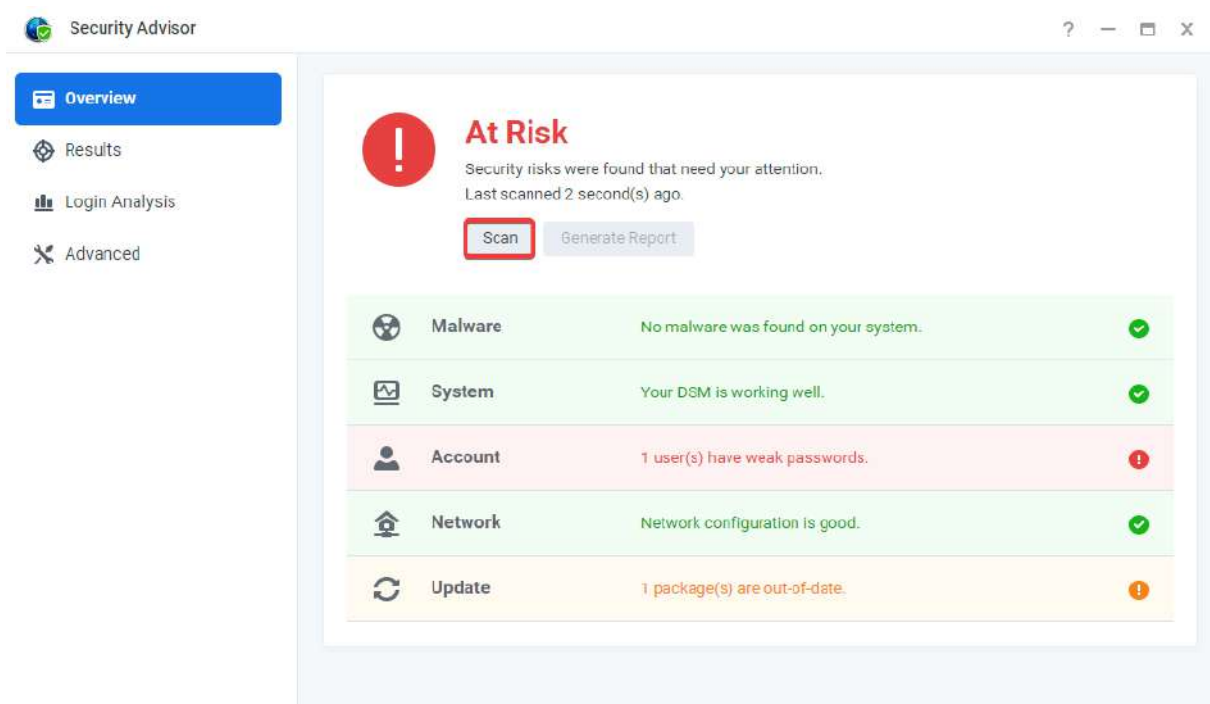 Security Advisor
?
Overview
Results
Login Analysis
Advanced
At Risk
Security risks were found that need your attention.
Last scanned 2 second(s) ago.
Scan Generate Report
Malware No malware was found on your system.
System Your DSM is working well.
Account 1 user(s) have weak passwords.
Network Network configuration is good.
Update 1 package(s) are out-of-date.